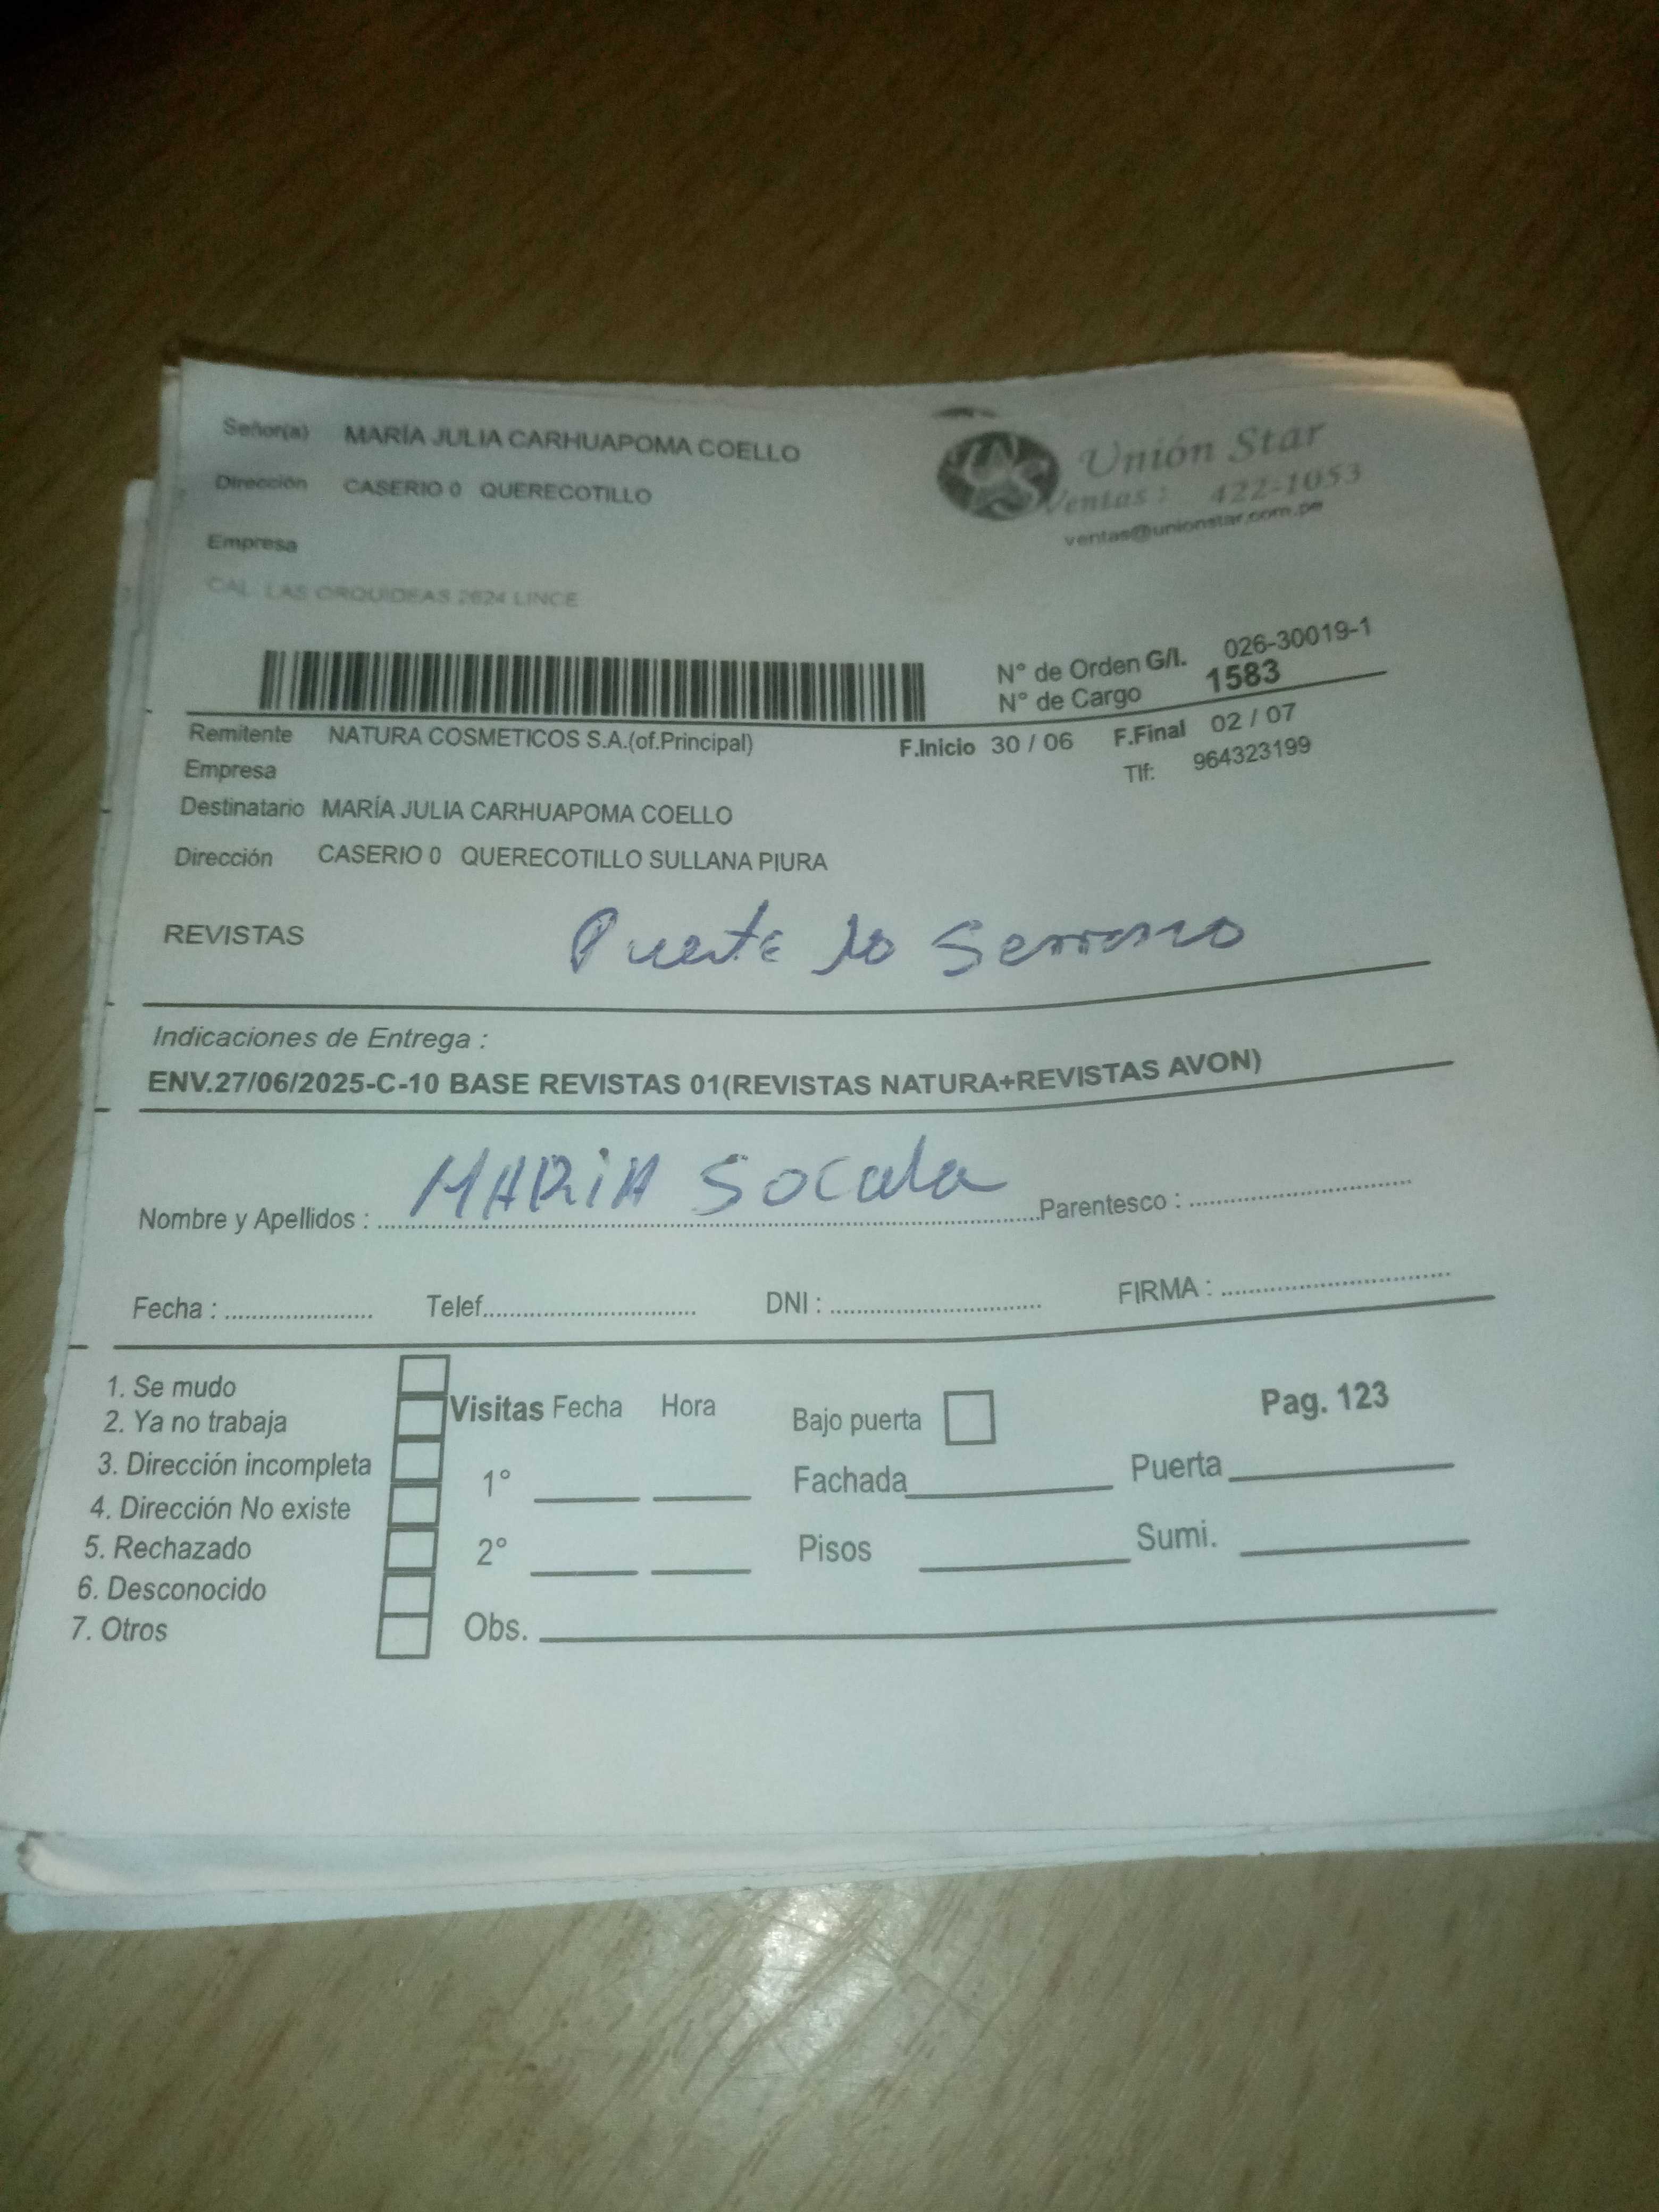 Señor(a) MARÍA JULIA CARHUAPOMA COELLO
Dirección CASERIO 0 QUERECOTILLO
Empresa
CAL. LAS ORQUIDEAS 2624 LINCE
Unión Star
Ventas : 422-1053
ventas@unionstar.com.pe
N° de Orden G/I. 026-30019-1
N° de Cargo 1583
Remitente NATURA COSMETICOS S.A.(of.Principal) F.Inicio 30 / 06 F.Final 02 / 07
Empresa Tlf: 964323199
Destinatario MARÍA JULIA CARHUAPOMA COELLO
Dirección CASERIO 0 QUERECOTILLO SULLANA PIURA
REVISTAS Puente Serrano
Indicaciones de Entrega :
ENV.27/06/2025-C-10 BASE REVISTAS 01(REVISTAS NATURA+REVISTAS AVON)
Nombre y Apellidos : MARiA Socala Parentesco :
Fecha : Telef. DNI : FIRMA :
1. Se mudo
2. Ya no trabaja
3. Dirección incompleta
4. Dirección No existe
5. Rechazado
6. Desconocido
7. Otros
Visitas Fecha Hora
1°
2°
Obs.
Bajo puerta
Fachada
Pisos
Pag. 123
Puerta
Sumi.